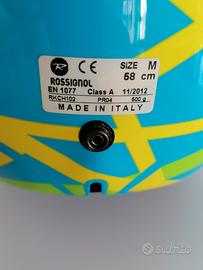 R CE SIZE M
ROSSIGNOL 58 cm
EN 1077 Class A 11/2012
RKCH102 PR04 500 g
MADE IN ITALY
subito